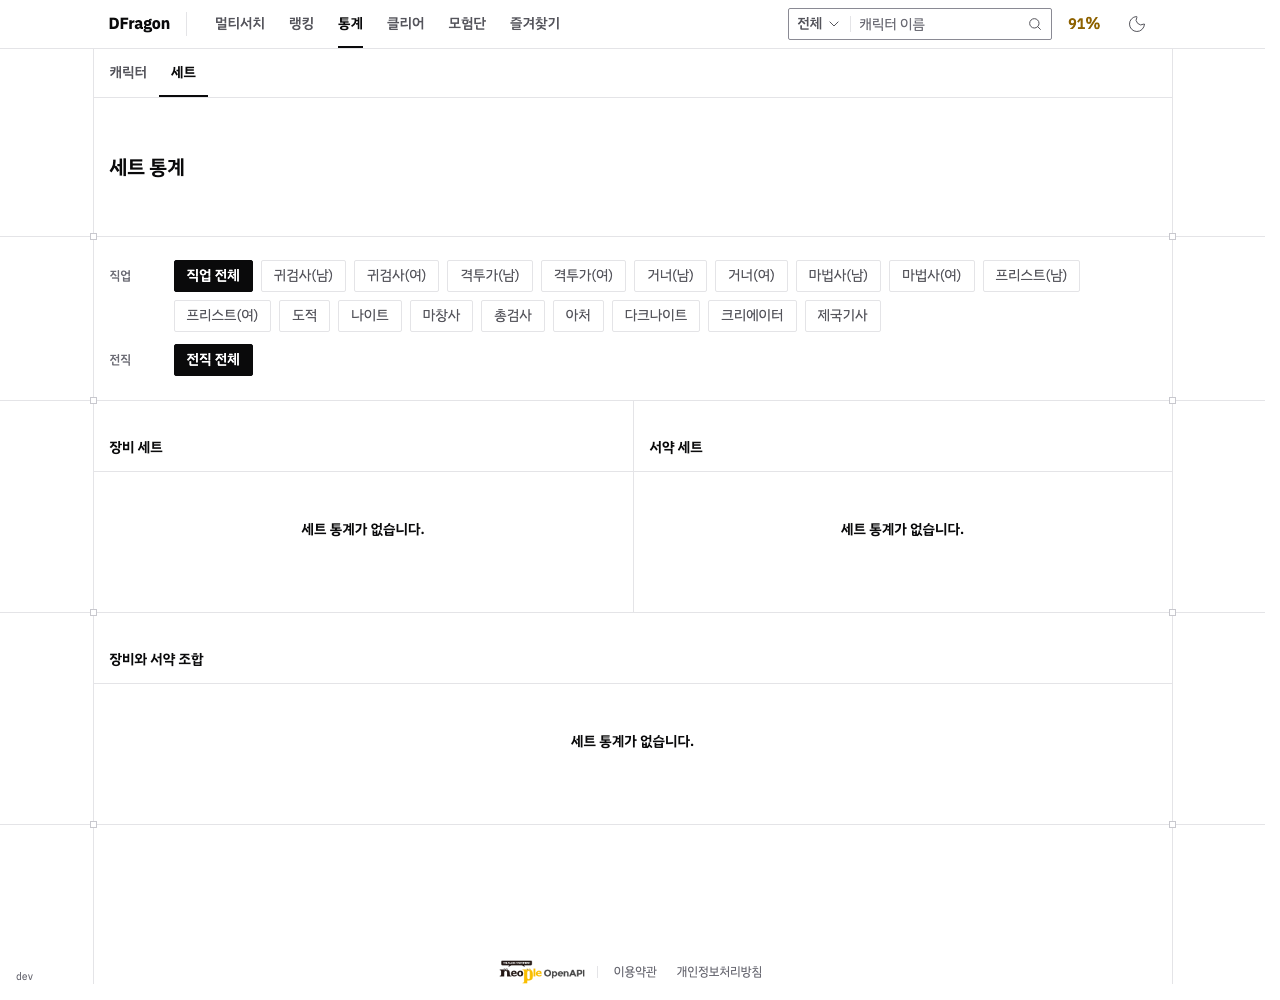 DFragon 멀티서치 랭킹 통계 클리어 모험단 즐겨찾기 전체 캐릭터 이름 91%
캐릭터 세트
세트 통계
직업 직업 전체 귀검사(남) 귀검사(여) 격투가(남) 격투가(여) 거너(남) 거너(여) 마법사(남) 마법사(여) 프리스트(남)
프리스트(여) 도적 나이트 마창사 총검사 아처 다크나이트 크리에이터 제국기사
전직 전직 전체
장비 세트 서약 세트
세트 통계가 없습니다. 세트 통계가 없습니다.
장비와 서약 조합
세트 통계가 없습니다.
neople OpenAPI 이용약관 개인정보처리방침
dev